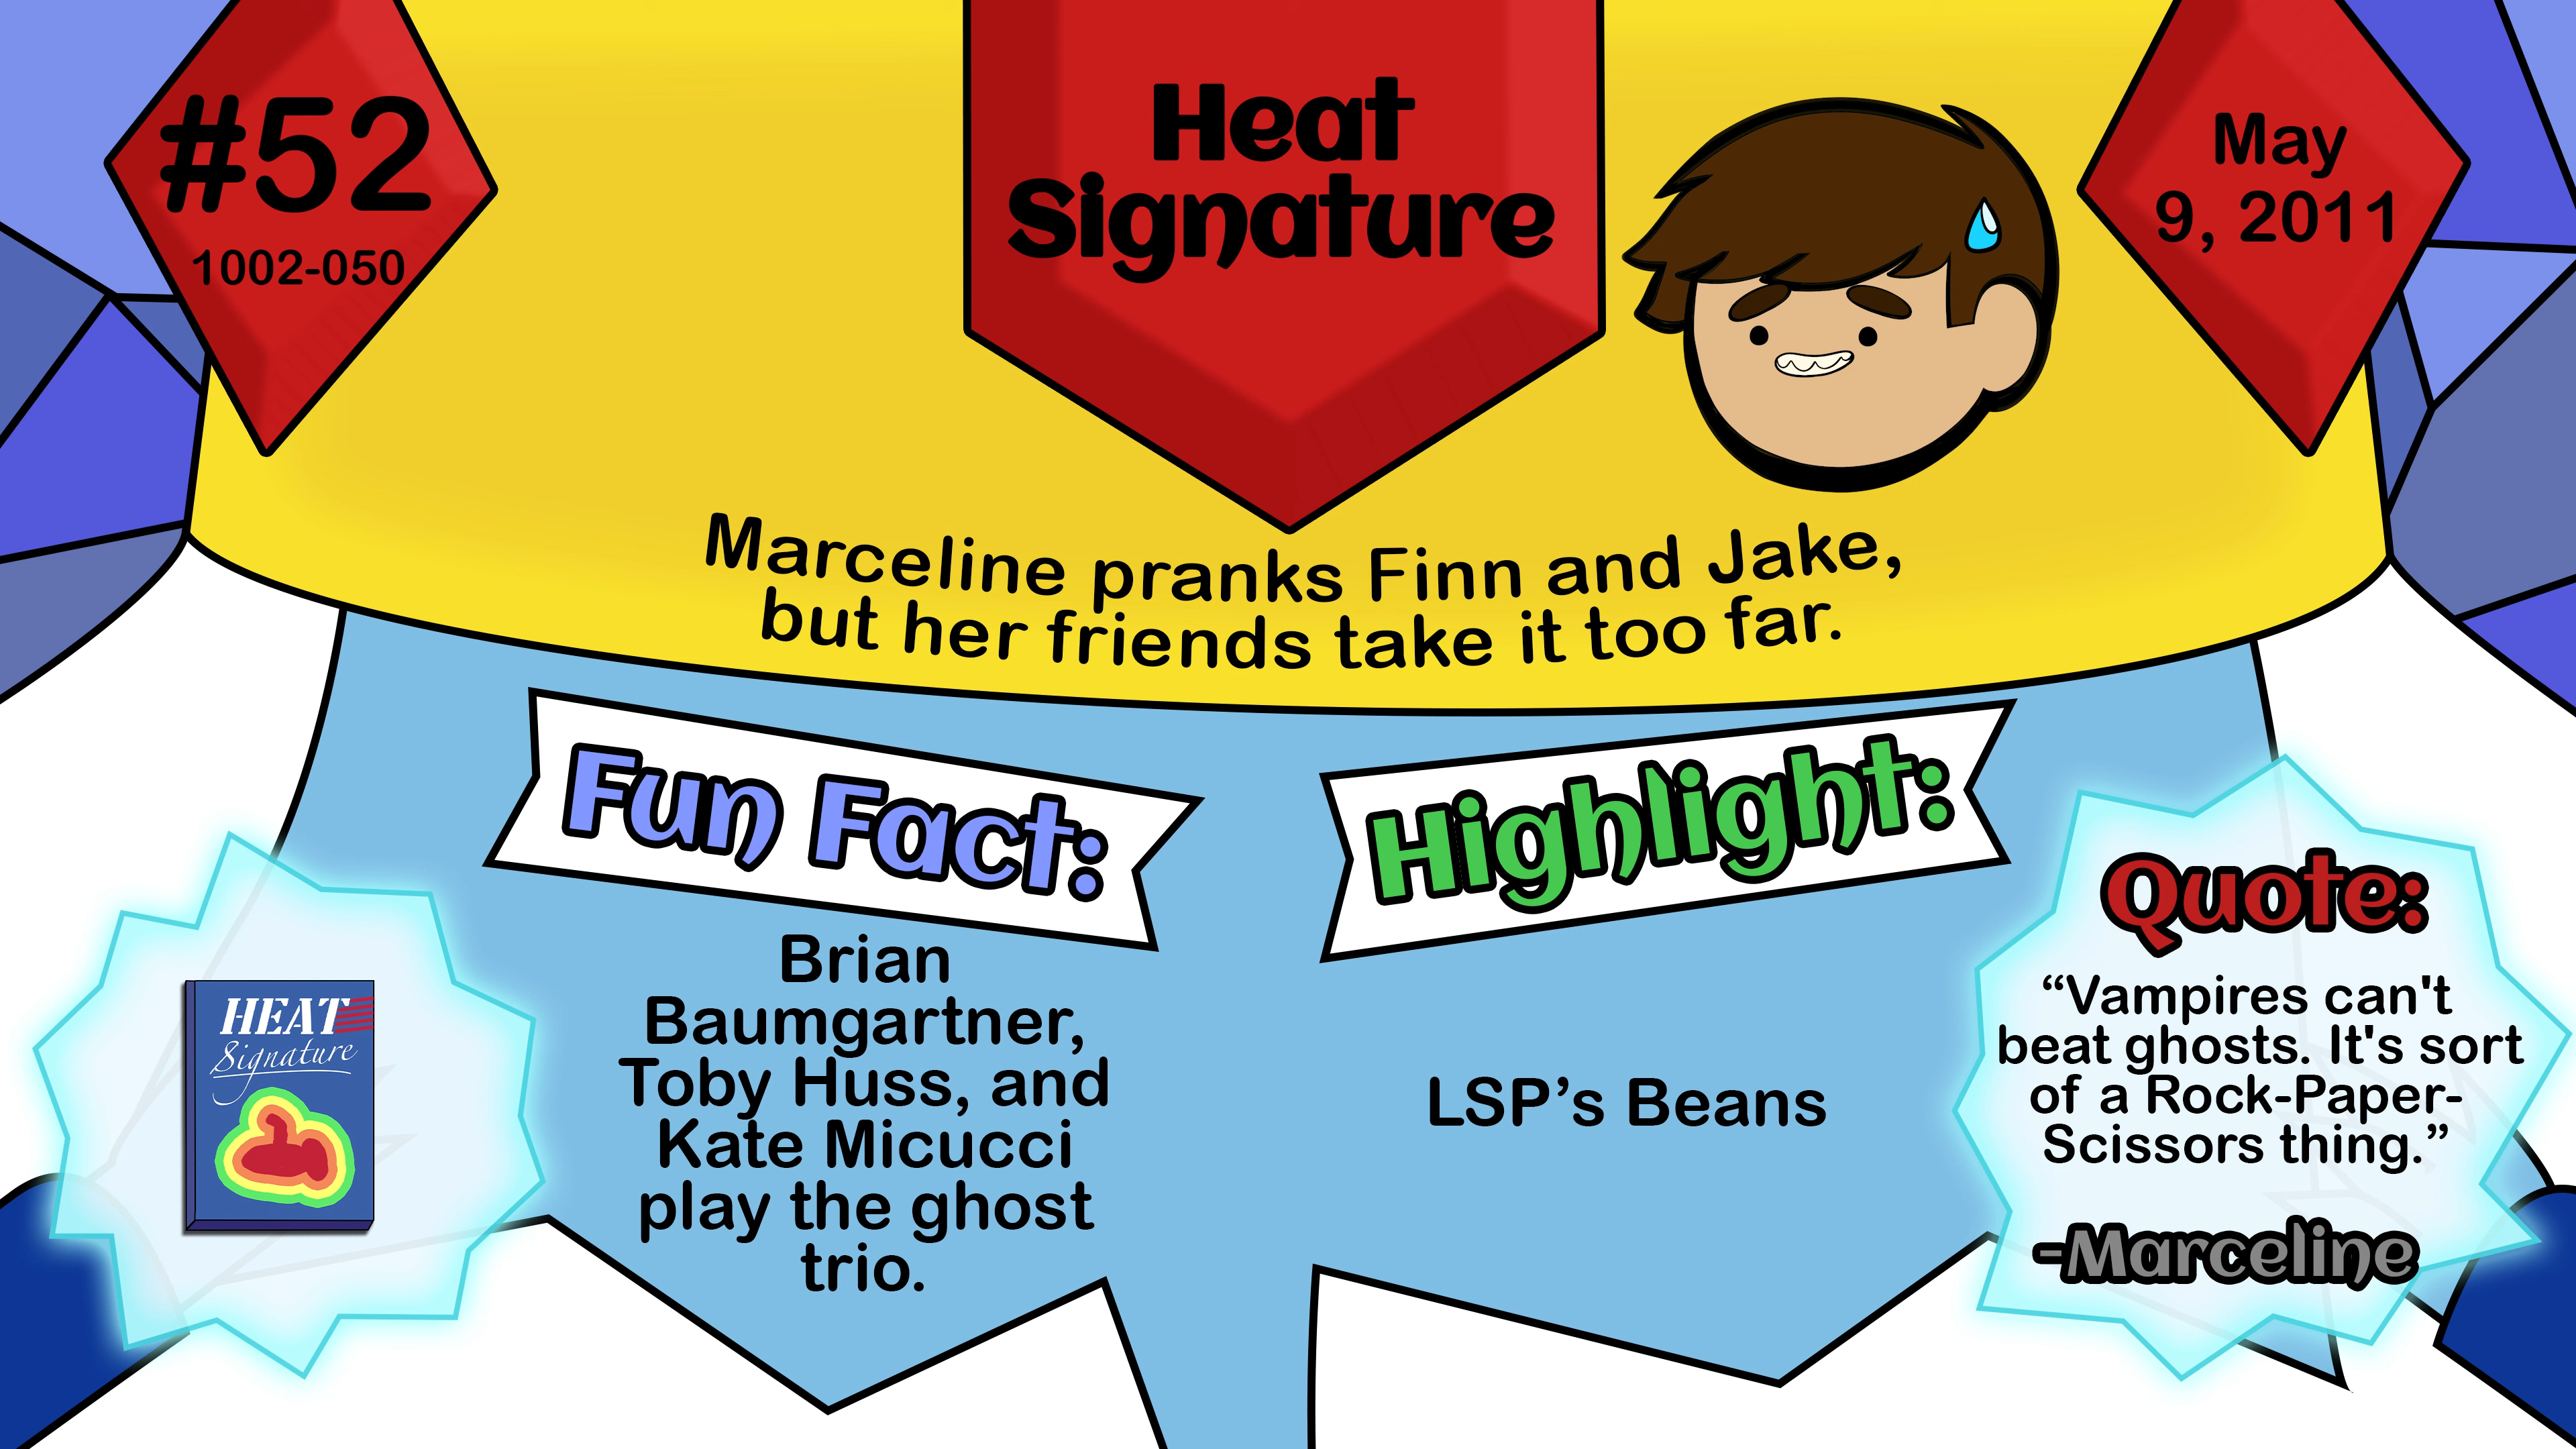 #52
1002-050
Heat
Signature
May
9, 2011
Marceline pranks Finn and Jake,
but her friends take it too far.
Fun Fact:
Brian
Baumgartner,
Toby Huss, and
Kate Micucci
play the ghost
trio.
Highlight:
LSP’s Beans
Quote:
“Vampires can't
beat ghosts. It's sort
of a Rock-Paper-
Scissors thing.”
-Marceline
HEAT
Signature